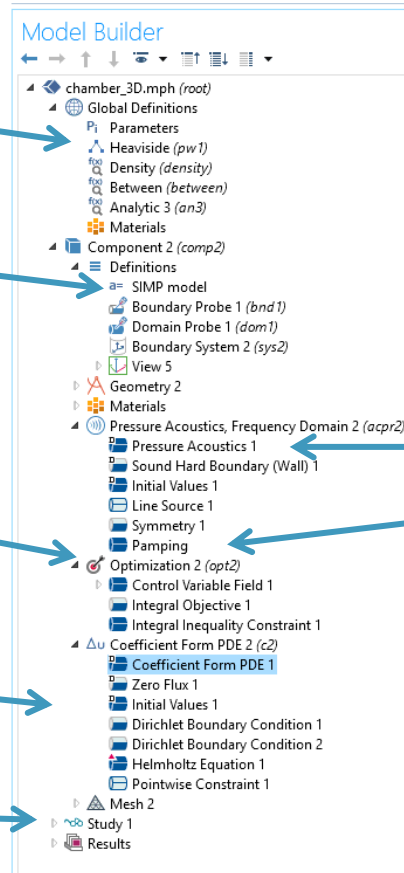 Model Builder
chamber_3D.mph (root)
Global Definitions
Pi Parameters
Heaviside (pw1)
f(x) Density (density)
f(x) Between (between)
f(x) Analytic 3 (an3)
Materials
Component 2 (comp2)
Definitions
a= SIMP model
Boundary Probe 1 (bnd1)
Domain Probe 1 (dom1)
Boundary System 2 (sys2)
View 5
Geometry 2
Materials
Pressure Acoustics, Frequency Domain 2 (acpr2)
D Pressure Acoustics 1
D Sound Hard Boundary (Wall) 1
D Initial Values 1
Line Source 1
Symmetry 1
Pamping
Optimization 2 (opt2)
Control Variable Field 1
Integral Objective 1
Integral Inequality Constraint 1
Δu Coefficient Form PDE 2 (c2)
D Coefficient Form PDE 1
D Zero Flux 1
D Initial Values 1
Dirichlet Boundary Condition 1
Dirichlet Boundary Condition 2
Helmholtz Equation 1
Pointwise Constraint 1
Mesh 2
Study 1
Results